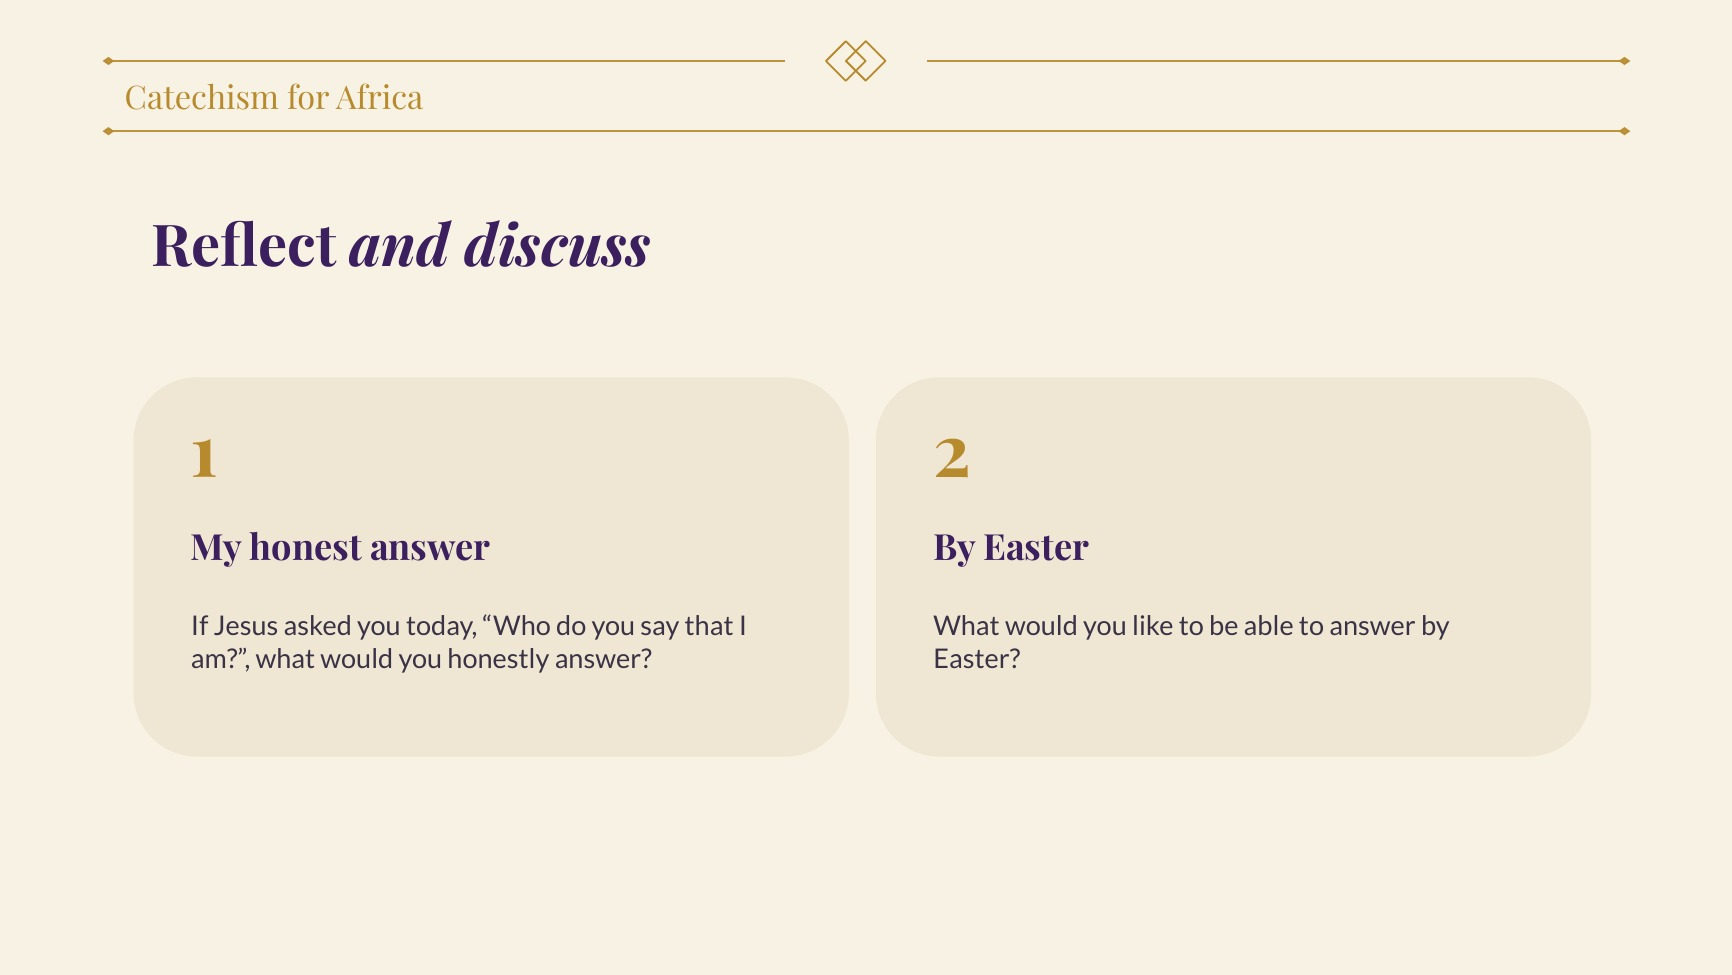 Catechism for Africa
Reflect and discuss
1
My honest answer
If Jesus asked you today, “Who do you say that I
am?”, what would you honestly answer?
2
By Easter
What would you like to be able to answer by
Easter?